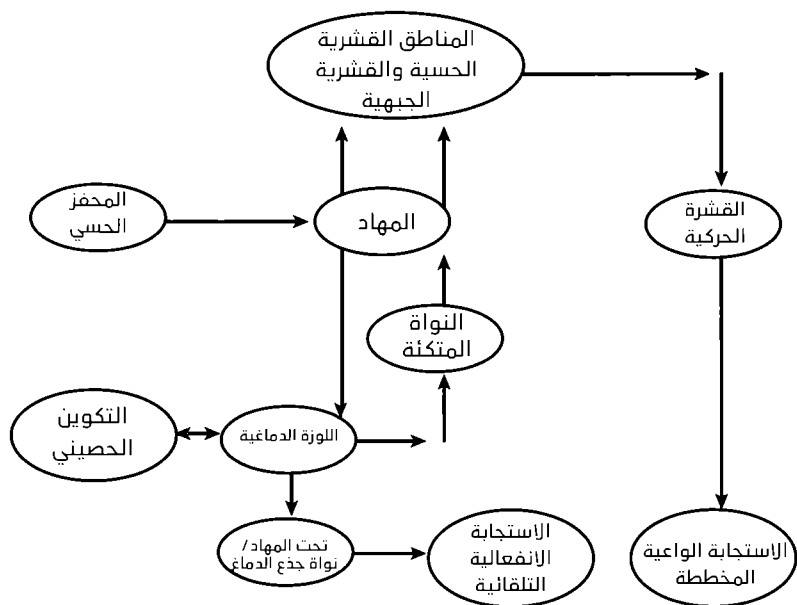 المناطق القشرية
الحسية والقشرية
الجبهية
المحفز
الحسي
المهاد
القشرة
الحركية
النواة
المتكئة
التكوين
الحصيني
اللوزة الدماغية
تحت المهاد/
نواة جذع الدماغ
الاستجابة
الانفعالية
التلقائية
الاستجابة الواعية
المخططة